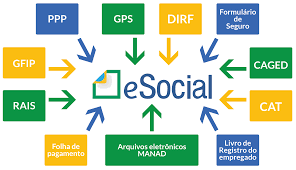 PPP
GPS
DIRF
Formulário
de
Seguro
GFIP
CAGED
eSocial
RAIS
CAT
Folha de
pagamento
Arquivos eletrônicos
MANAD
Livro de
Registro do
empregado